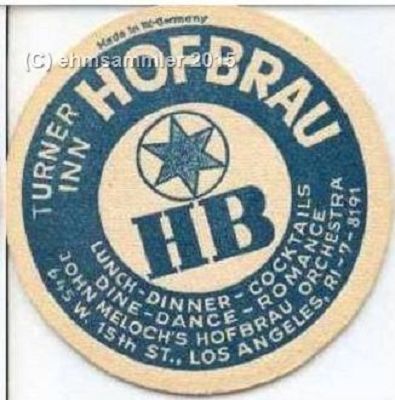 Made in W-Germany
(C) ehmsammler 2015
TURNER INN
HOFBRAU
HB
LUNCH-DINNER-COCKTAILS
DINE-DANCE-ROMANCE
JOHN MELOCH'S HOFBRAU ORCHESTRA
645 W. 15th ST., LOS ANGELES, RI-7-8191